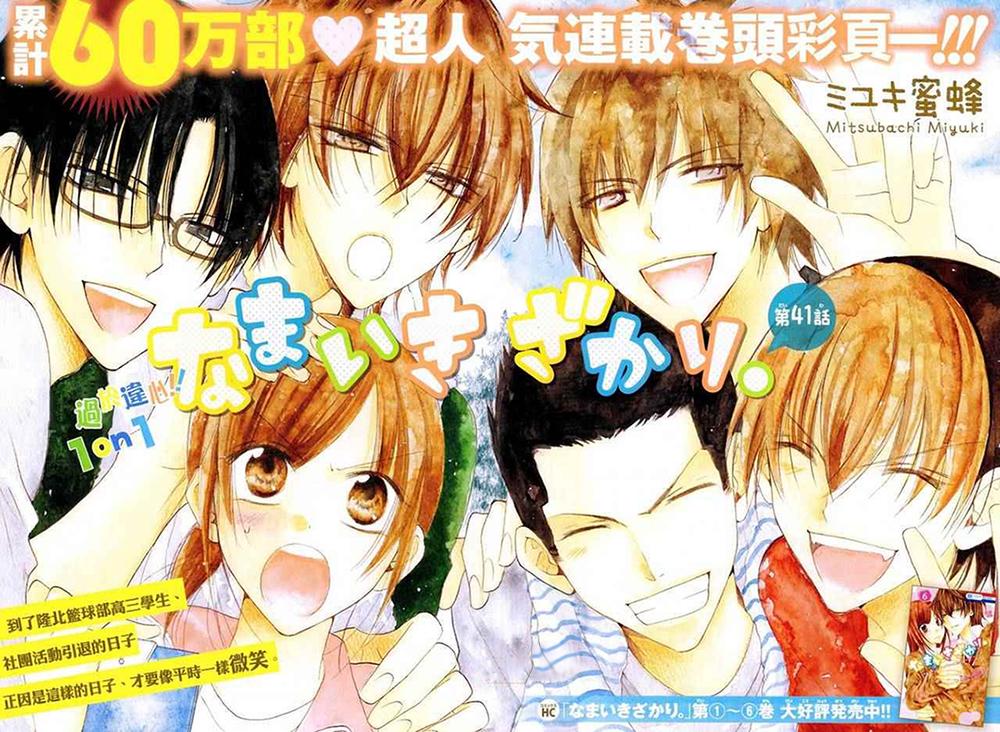 累計60万部♥超人気連載巻頭彩頁—!!!
ミユキ蜜蜂
Mitsubachi Miyuki
なまいきざかり。
第41話
1on1
到了隆北籃球部高三學生、
社團活動引退的日子。
正因是這樣的日子、才要像平時一樣微笑。
HC「なまいきざかり。」第①～⑥巻 大好評発売中!!
6